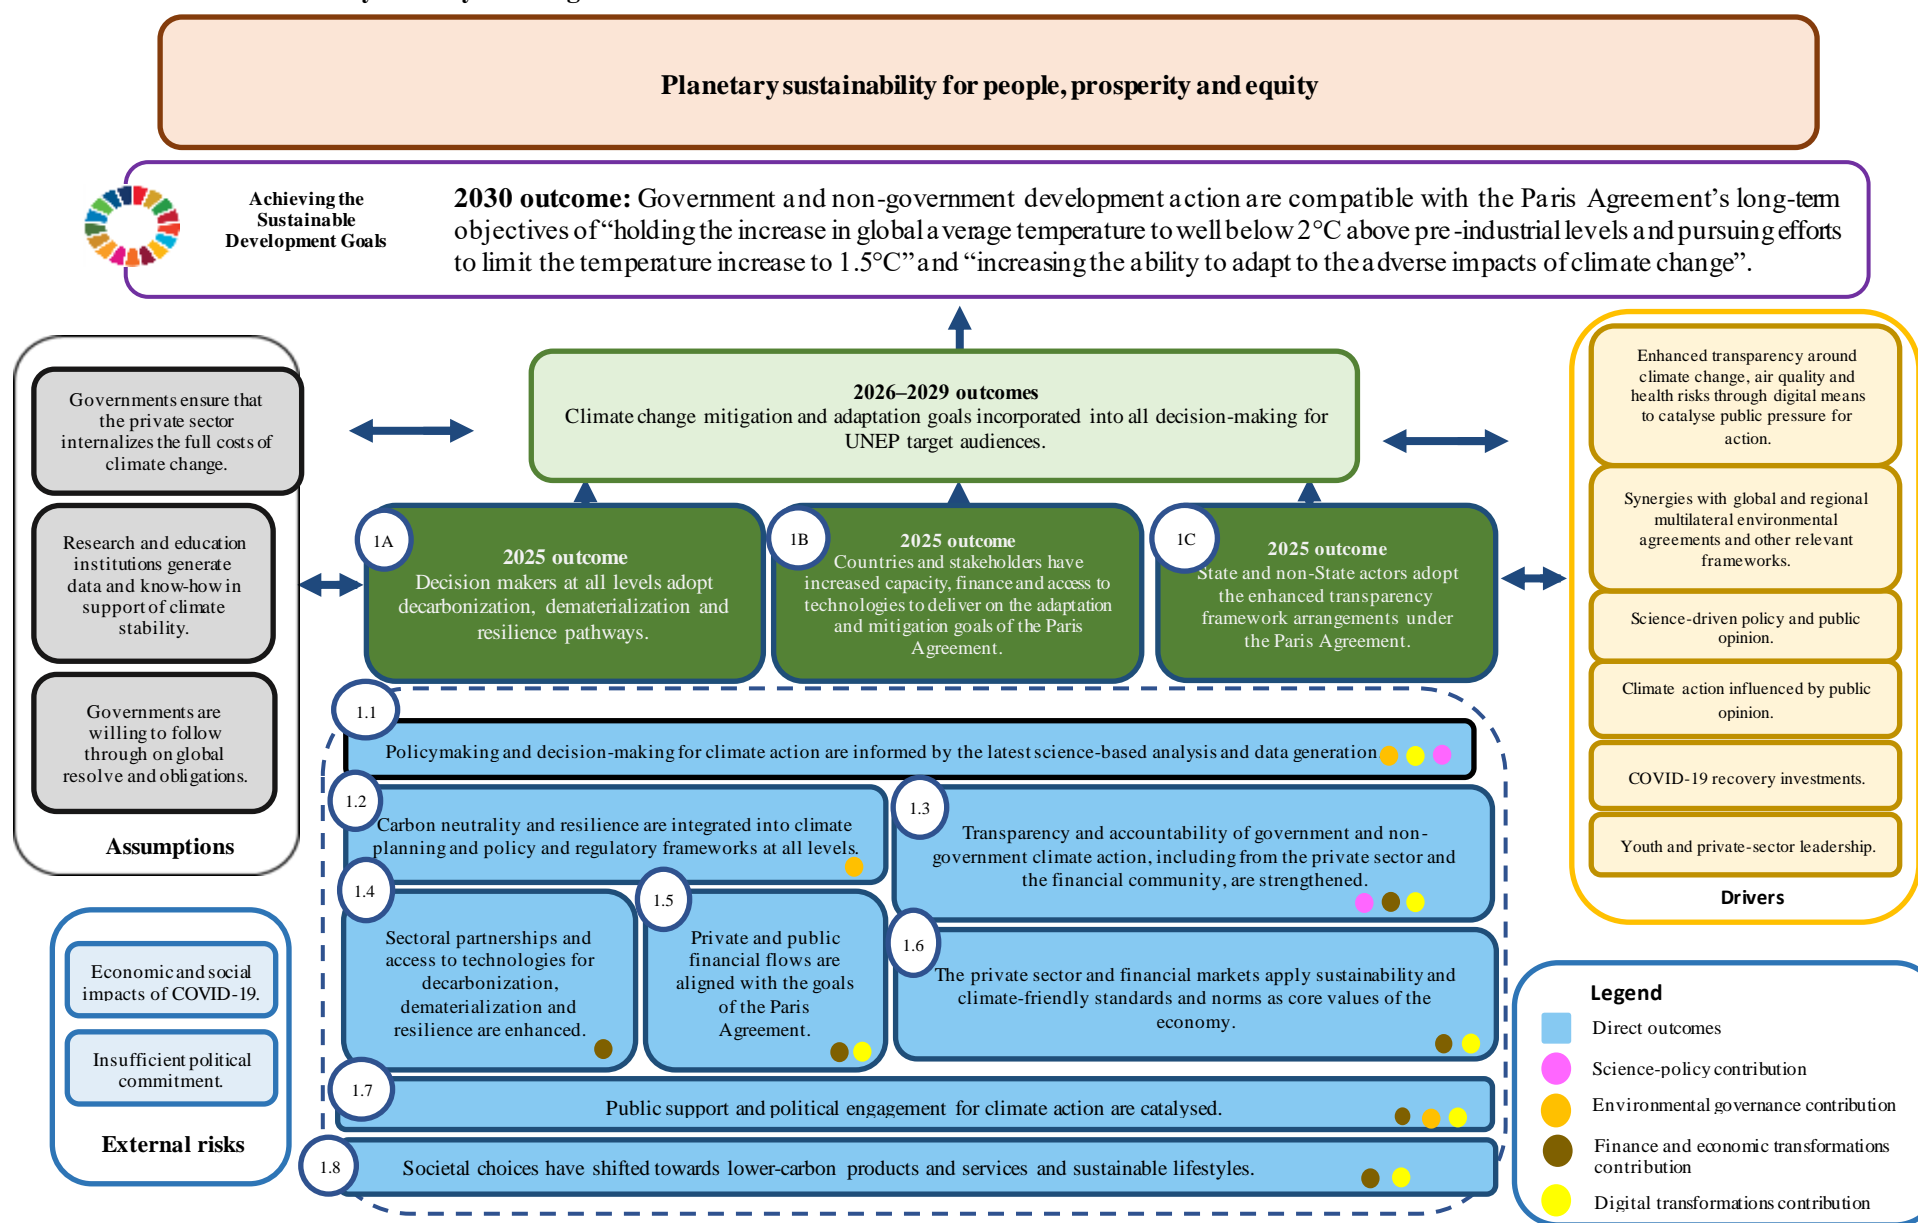 Planetary sustainability for people, prosperity and equity
Achieving the
Sustainable
Development Goals
2030 outcome: Government and non-government development action are compatible with the Paris Agreement’s long-term
objectives of “holding the increase in global average temperature to well below 2°C above pre-industrial levels and pursuing efforts
to limit the temperature increase to 1.5°C” and “increasing the ability to adapt to the adverse impacts of climate change”.
Governments ensure that
the private sector
internalizes the full costs of
climate change.
Research and education
institutions generate
data and know-how in
support of climate
stability.
Governments are
willing to follow
through on global
resolve and obligations.
Assumptions
Economic and social
impacts of COVID-19.
Insufficient political
commitment.
External risks
2026–2029 outcomes
Climate change mitigation and adaptation goals incorporated into all decision-making for
UNEP target audiences.
1A
2025 outcome
Decision makers at all levels adopt
decarbonization, dematerialization and
resilience pathways.
1B
2025 outcome
Countries and stakeholders have
increased capacity, finance and access to
technologies to deliver on the adaptation
and mitigation goals of the Paris
Agreement.
1C
2025 outcome
State and non-State actors adopt
the enhanced transparency
framework arrangements under
the Paris Agreement.
1.1
Policymaking and decision-making for climate action are informed by the latest science-based analysis and data generation
1.2
Carbon neutrality and resilience are integrated into climate
planning and policy and regulatory frameworks at all levels.
1.3
Transparency and accountability of government and non-
government climate action, including from the private sector and
the financial community, are strengthened.
1.4
Sectoral partnerships and
access to technologies for
decarbonization,
dematerialization and
resilience are enhanced.
1.5
Private and public
financial flows are
aligned with the goals
of the Paris
Agreement.
1.6
The private sector and financial markets apply sustainability and
climate-friendly standards and norms as core values of the
economy.
1.7
Public support and political engagement for climate action are catalysed.
1.8
Societal choices have shifted towards lower-carbon products and services and sustainable lifestyles.
Enhanced transparency around
climate change, air quality and
health risks through digital means
to catalyse public pressure for
action.
Synergies with global and regional
multilateral environmental
agreements and other relevant
frameworks.
Science-driven policy and public
opinion.
Climate action influenced by public
opinion.
COVID-19 recovery investments.
Youth and private-sector leadership.
Drivers
Legend
Direct outcomes
Science-policy contribution
Environmental governance contribution
Finance and economic transformations
contribution
Digital transformations contribution